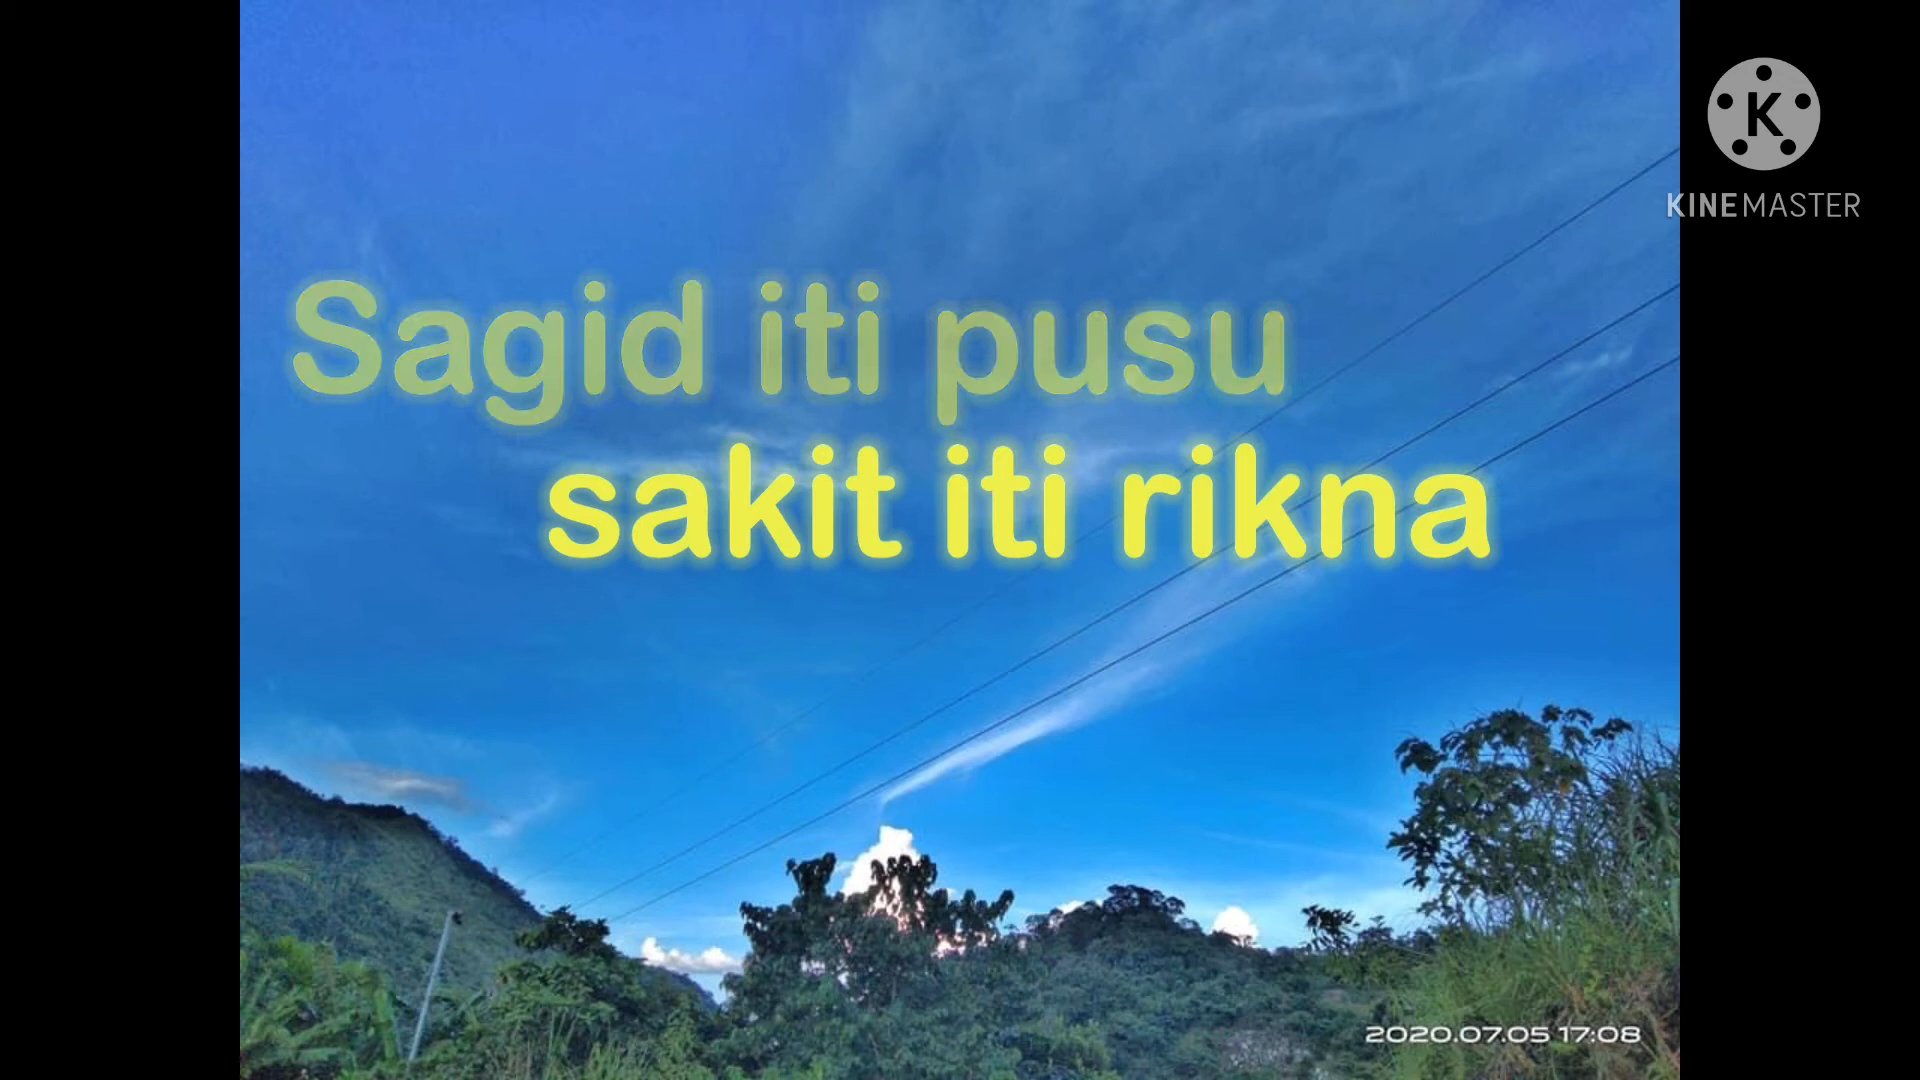 K
KINEMASTER
Sagid iti pusu
sakit iti rikna
2020.07.05 17:08